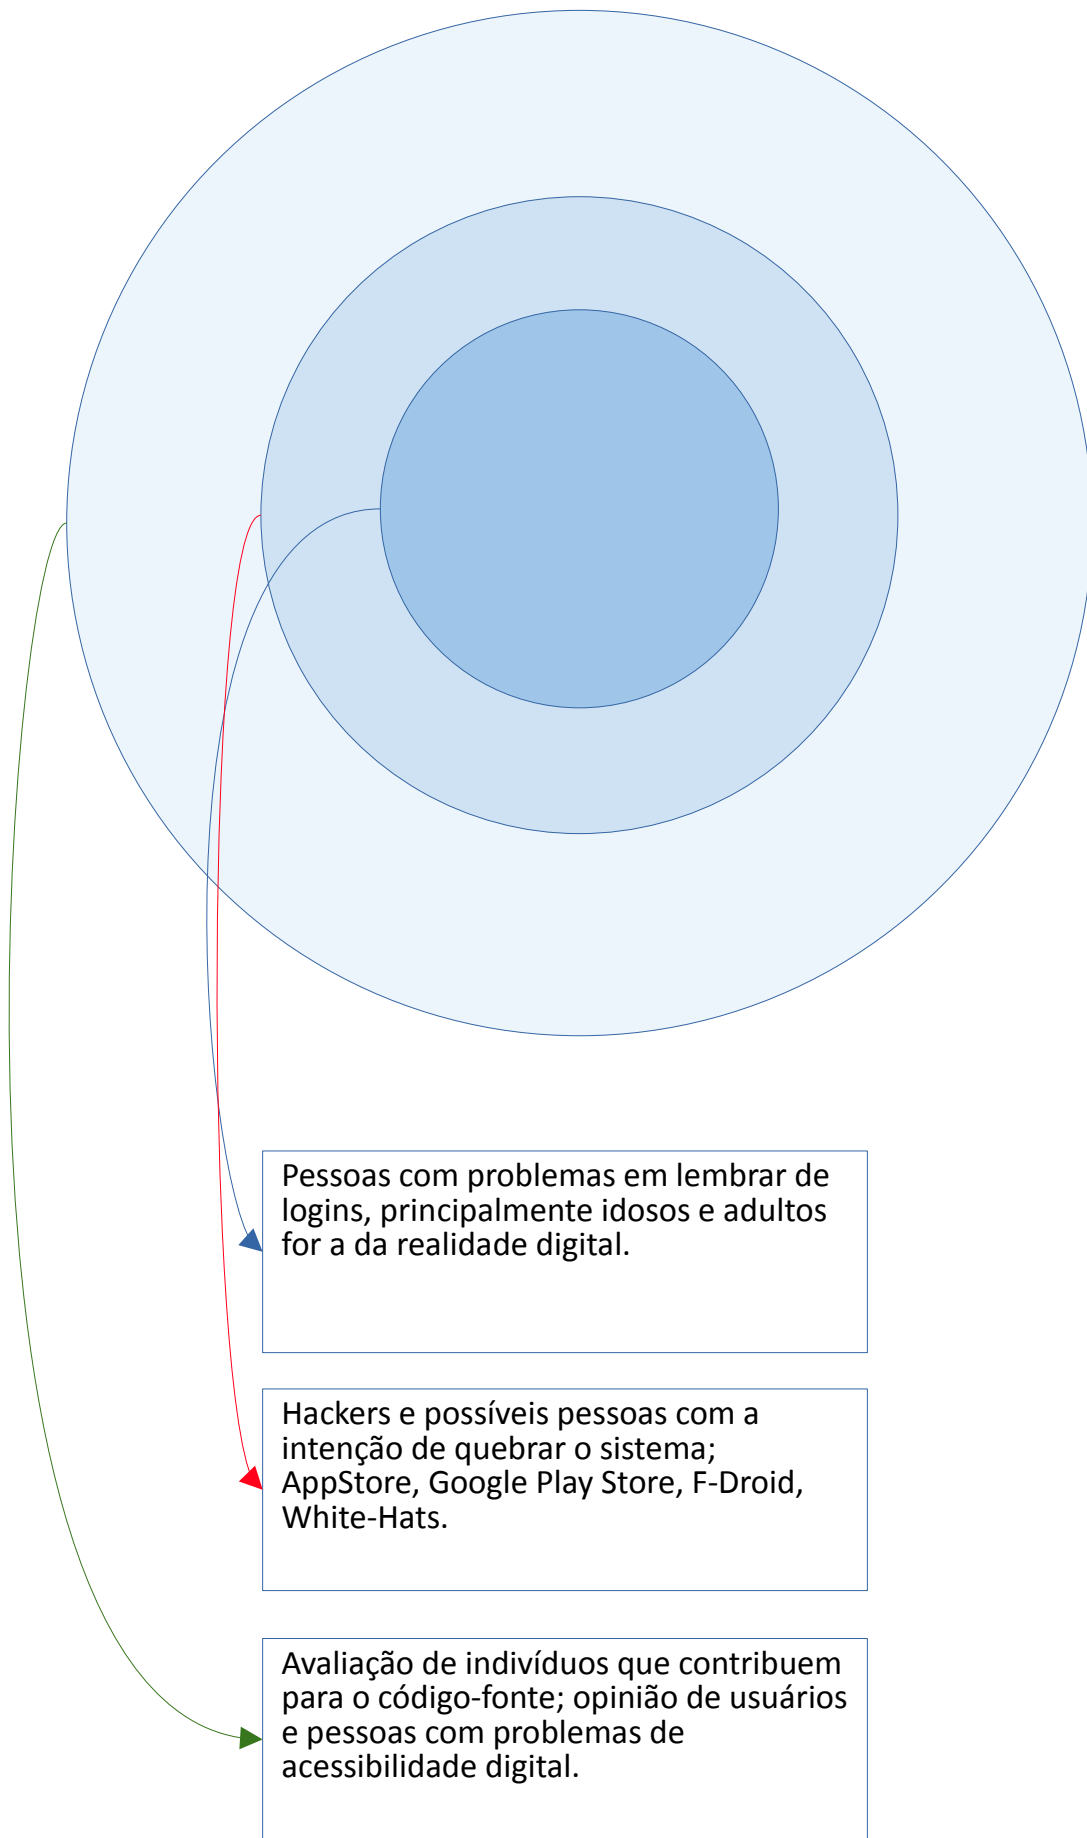 Pessoas com problemas em lembrar de
logins, principalmente idosos e adultos
for a da realidade digital.
Hackers e possíveis pessoas com a
intenção de quebrar o sistema;
AppStore, Google Play Store, F-Droid,
White-Hats.
Avaliação de indivíduos que contribuem
para o código-fonte; opinião de usuários
e pessoas com problemas de
acessibilidade digital.